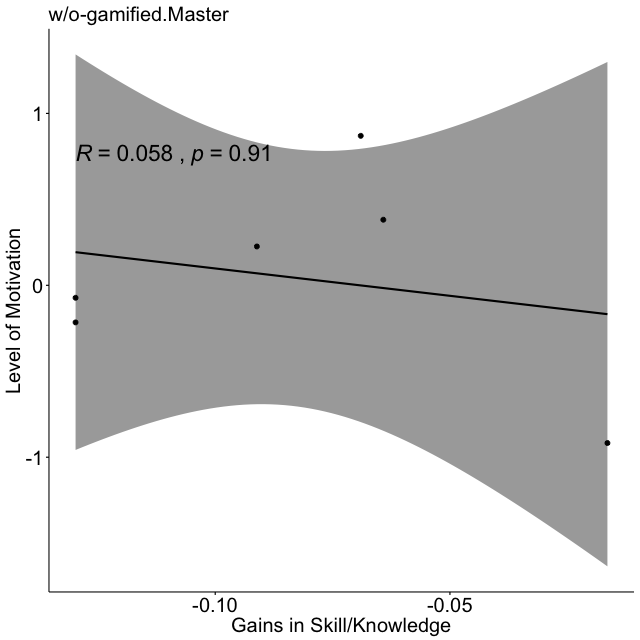 w/o-gamified.Master
1
R = 0.058 , p = 0.91
0
-1
Level of Motivation
-0.10
-0.05
Gains in Skill/Knowledge